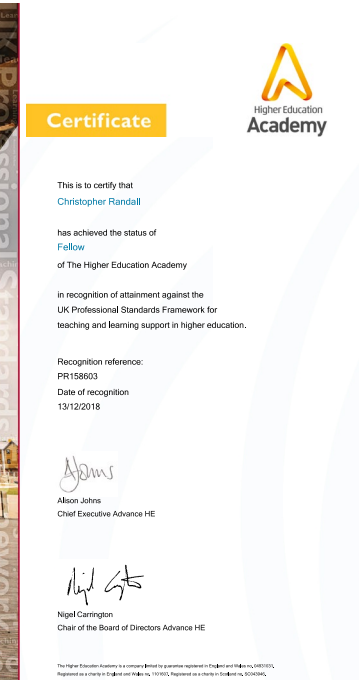 Higher Education
Academy
Certificate
This is to certify that
Christopher Randall
has achieved the status of
Fellow
of The Higher Education Academy
in recognition of attainment against the
UK Professional Standards Framework for
teaching and learning support in higher education.
Recognition reference:
PR158603
Date of recognition
13/12/2018
Alison Johns
Chief Executive Advance HE
Nigel Carrington
Chair of the Board of Directors Advance HE
The Higher Education Academy is a company limited by guarantee registered in England and Wales no. 04931031.
Registered as a charity in England and Wales no. 1101607. Registered as a charity in Scotland no. SC043946.